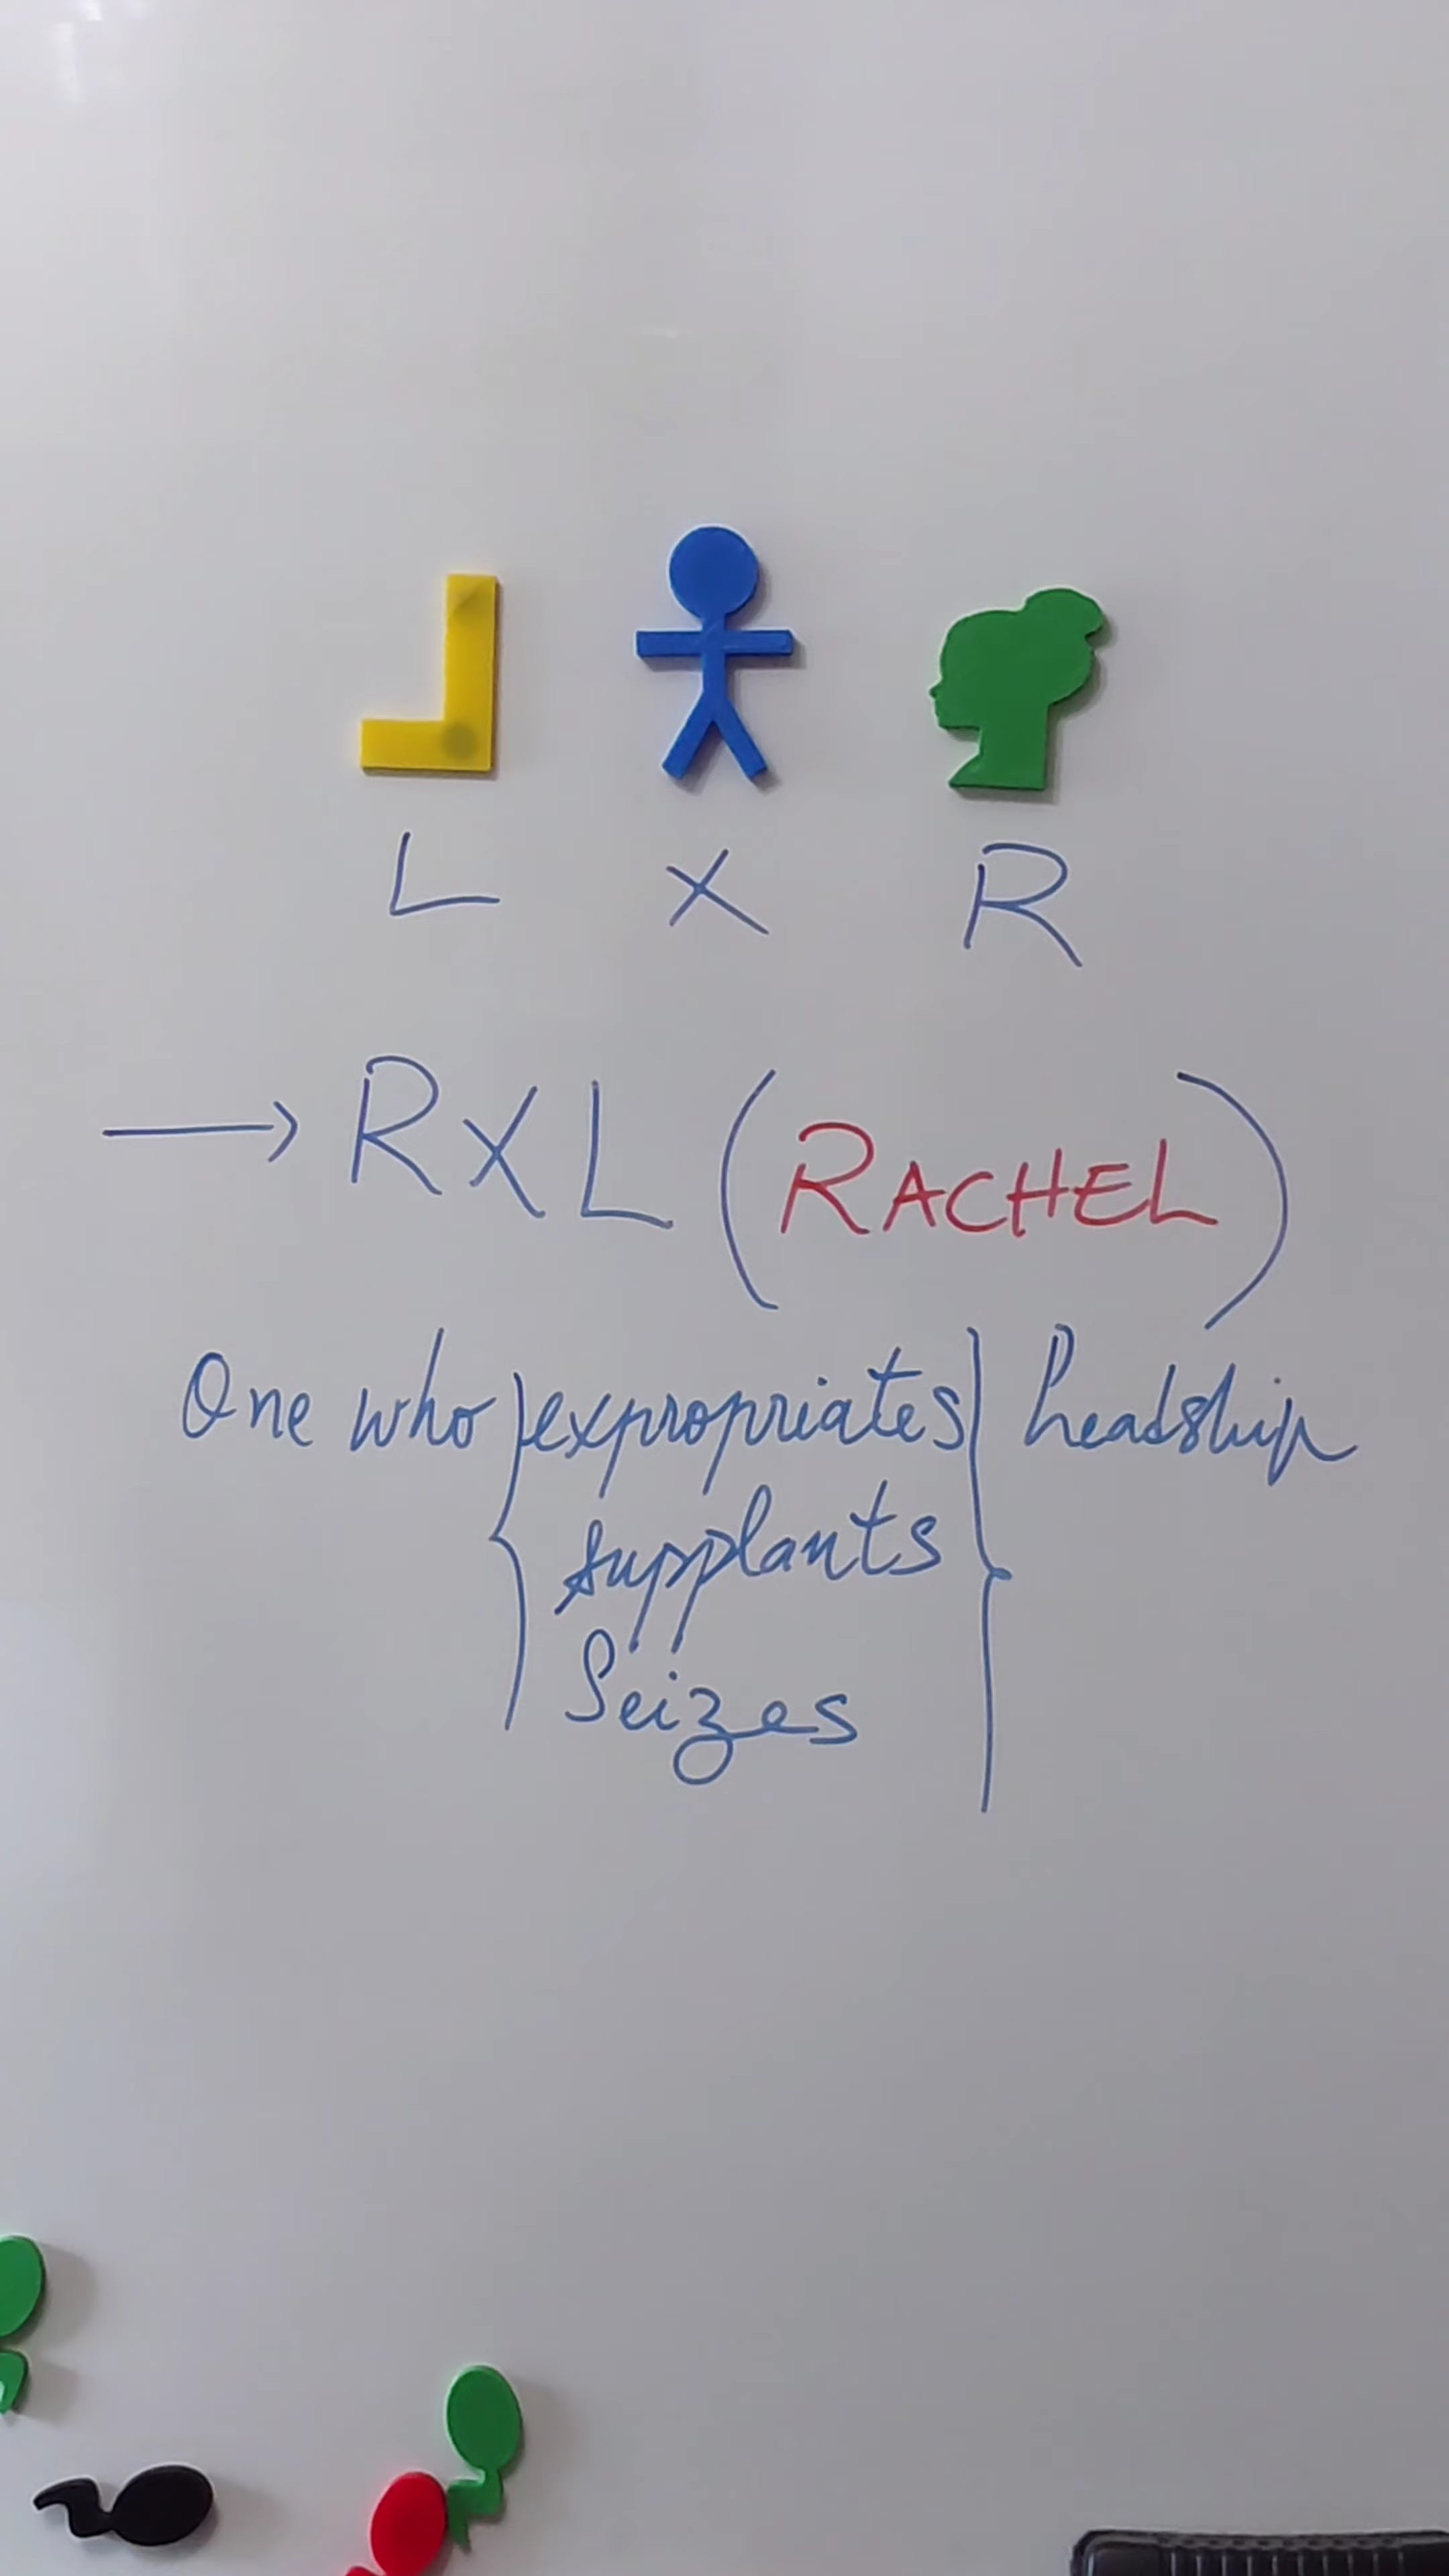 L X R
→ RXL (RACHEL)
One who } expropriates } headship
supplants
Seizes